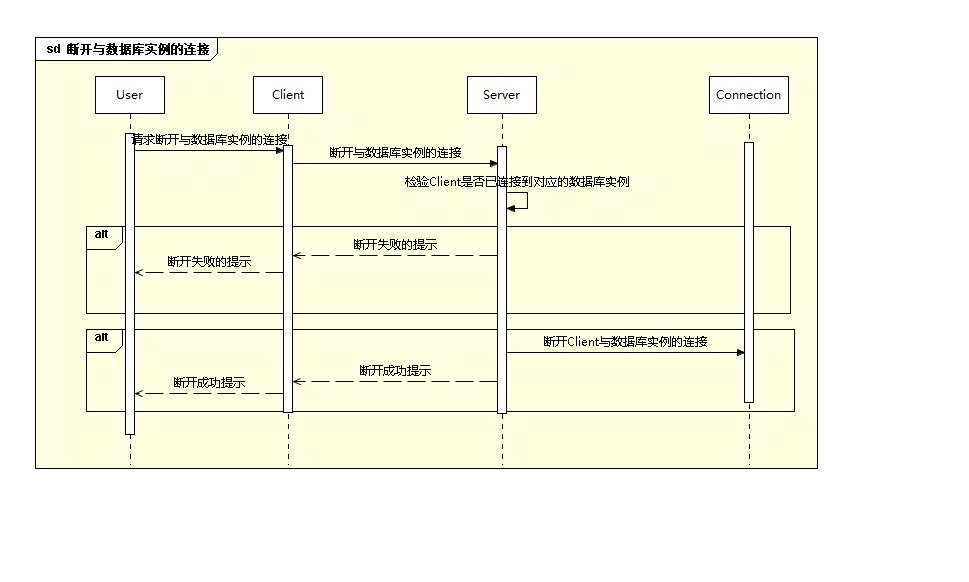 sd 断开与数据库实例的连接
User
Client
Server
Connection
请求断开与数据库实例的连接
断开与数据库实例的连接
检验Client是否已连接到对应的数据库实例
alt
断开失败的提示
断开失败的提示
alt
断开Client与数据库实例的连接
断开成功提示
断开成功提示